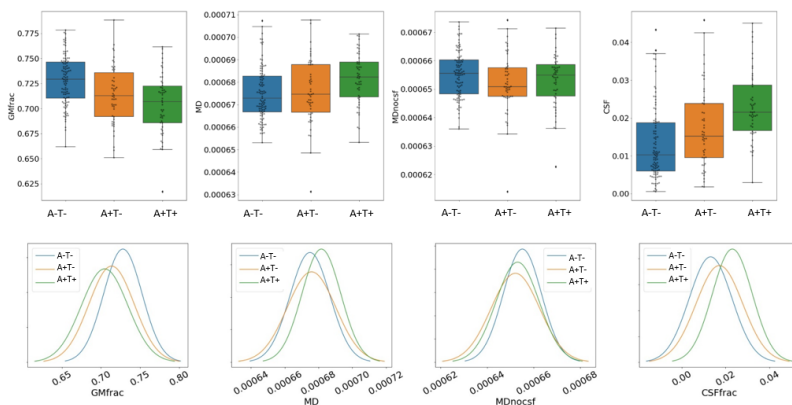 GMfrac
0.775
0.750
0.725
0.700
0.675
0.650
0.625
A-T-
A+T-
A+T+
MD
0.00071
0.00070
0.00069
0.00068
0.00067
0.00066
0.00065
0.00064
0.00063
A-T-
A+T-
A+T+
MDnocsf
0.00067
0.00066
0.00065
0.00064
0.00063
0.00062
A-T-
A+T-
A+T+
CSF
0.04
0.03
0.02
0.01
0.00
A-T-
A+T-
A+T+
A-T-
A+T-
A+T+
0.65 0.70 0.75 0.80
GMfrac
A-T-
A+T-
A+T+
0.00064 0.00066 0.00068 0.00070 0.00072
MD
A-T-
A+T-
A+T+
0.00062 0.00064 0.00066 0.00068
MDnocsf
A-T-
A+T-
A+T+
0.00 0.02 0.04
CSFfrac